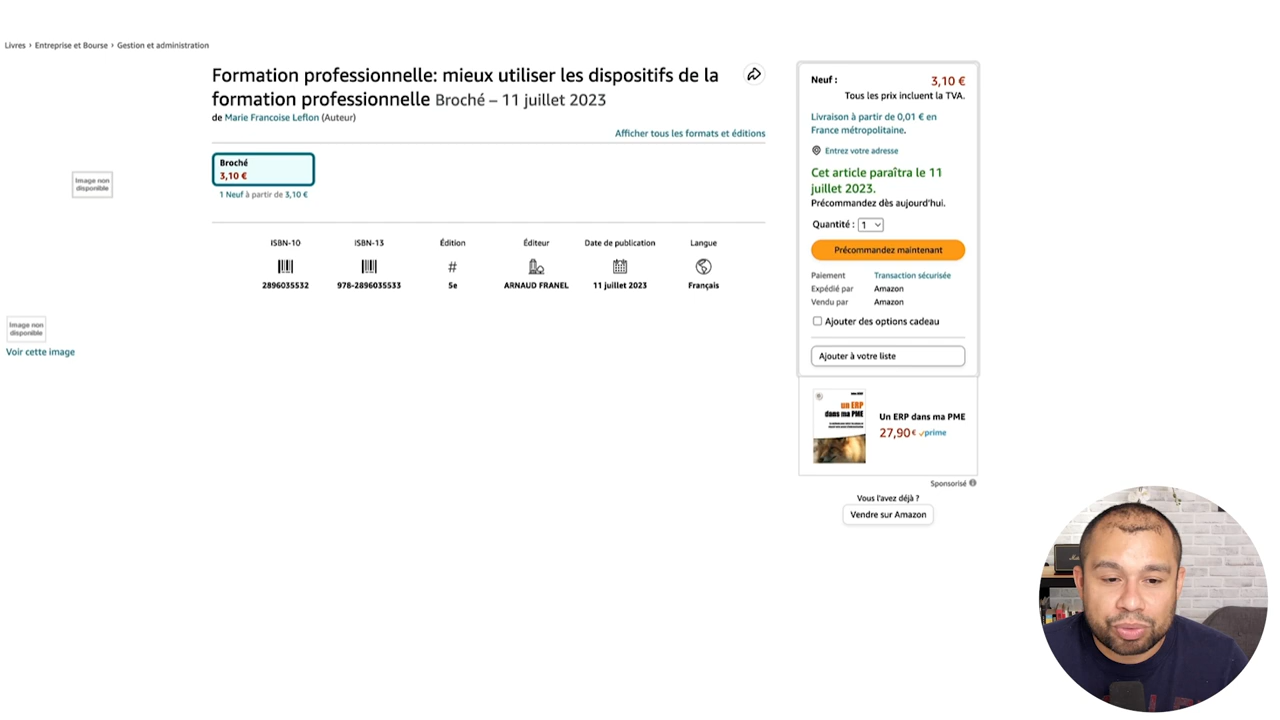 Livres › Entreprise et Bourse › Gestion et administration
Formation professionnelle: mieux utiliser les dispositifs de la
formation professionnelle Broché – 11 juillet 2023
de Marie Francoise Leflon (Auteur)
Afficher tous les formats et éditions
Broché
3,10 €
1 Neuf à partir de 3,10 €
Image non
disponible
ISBN-10
ISBN-13
Édition
Éditeur
Date de publication
Langue
#
2896035532
978-2896035533
5e
ARNAUD FRANEL
11 juillet 2023
Français
Image non
disponible
Voir cette image
Neuf :
3,10 €
Tous les prix incluent la TVA.
Livraison à partir de 0,01 € en
France métropolitaine.
Entrez votre adresse
Cet article paraîtra le 11
juillet 2023.
Précommandez dès aujourd'hui.
Quantité : 1
Précommandez maintenant
Paiement Transaction sécurisée
Expédié par Amazon
Vendu par Amazon
Ajouter des options cadeau
Ajouter à votre liste
Un ERP
dans ma PME
Un ERP dans ma PME
27,90€ prime
Sponsorisé
Vous l'avez déjà ?
Vendre sur Amazon